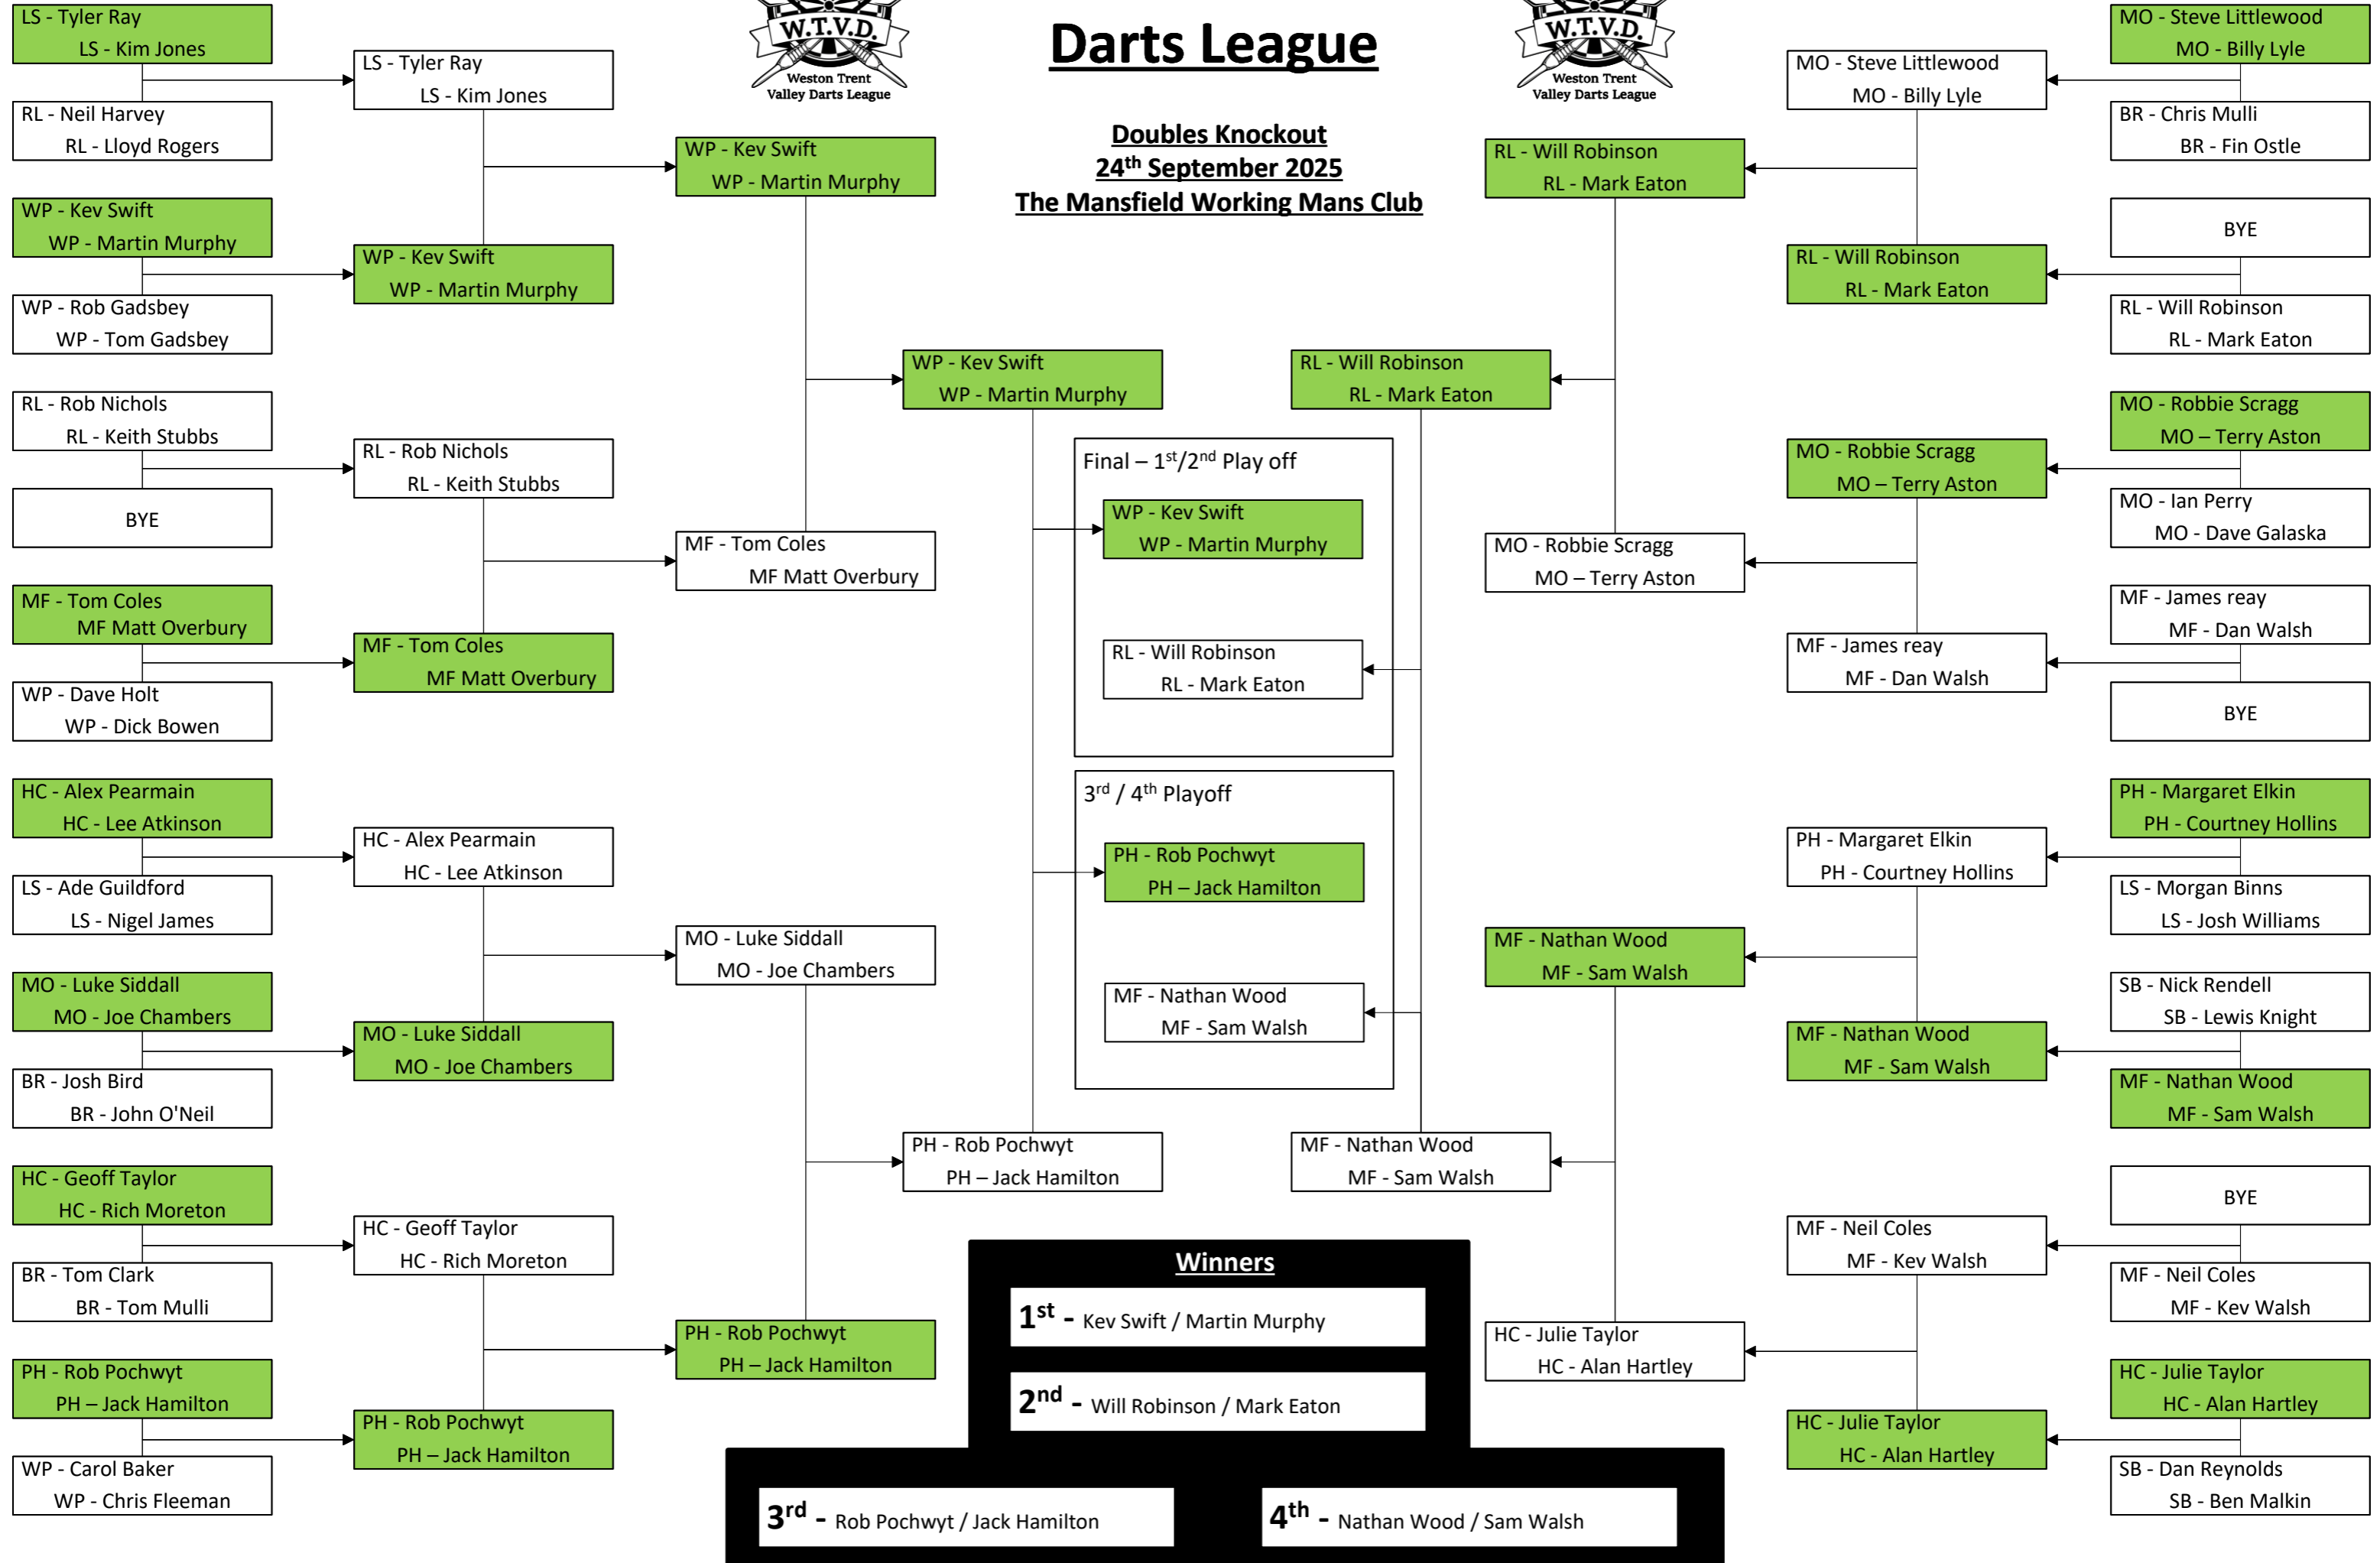 W.T.V.D.
Weston Trent
Valley Darts League
Darts League
W.T.V.D.
Weston Trent
Valley Darts League
Doubles Knockout
24th September 2025
The Mansfield Working Mans Club
LS - Tyler Ray
LS - Kim Jones
RL - Neil Harvey
RL - Lloyd Rogers
WP - Kev Swift
WP - Martin Murphy
WP - Rob Gadsbey
WP - Tom Gadsbey
RL - Rob Nichols
RL - Keith Stubbs
BYE
MF - Tom Coles
MF Matt Overbury
WP - Dave Holt
WP - Dick Bowen
HC - Alex Pearmain
HC - Lee Atkinson
LS - Ade Guildford
LS - Nigel James
MO - Luke Siddall
MO - Joe Chambers
BR - Josh Bird
BR - John O'Neil
HC - Geoff Taylor
HC - Rich Moreton
BR - Tom Clark
BR - Tom Mulli
PH - Rob Pochwyt
PH – Jack Hamilton
WP - Carol Baker
WP - Chris Fleeman
LS - Tyler Ray
LS - Kim Jones
WP - Kev Swift
WP - Martin Murphy
RL - Rob Nichols
RL - Keith Stubbs
MF - Tom Coles
MF Matt Overbury
HC - Alex Pearmain
HC - Lee Atkinson
MO - Luke Siddall
MO - Joe Chambers
HC - Geoff Taylor
HC - Rich Moreton
PH - Rob Pochwyt
PH – Jack Hamilton
WP - Kev Swift
WP - Martin Murphy
MF - Tom Coles
MF Matt Overbury
MO - Luke Siddall
MO - Joe Chambers
PH - Rob Pochwyt
PH – Jack Hamilton
WP - Kev Swift
WP - Martin Murphy
PH - Rob Pochwyt
PH – Jack Hamilton
Final – 1st/2nd Play off
WP - Kev Swift
WP - Martin Murphy
RL - Will Robinson
RL - Mark Eaton
3rd / 4th Playoff
PH - Rob Pochwyt
PH – Jack Hamilton
MF - Nathan Wood
MF - Sam Walsh
RL - Will Robinson
RL - Mark Eaton
MF - Nathan Wood
MF - Sam Walsh
RL - Will Robinson
RL - Mark Eaton
MO - Robbie Scragg
MO – Terry Aston
MF - Nathan Wood
MF - Sam Walsh
HC - Julie Taylor
HC - Alan Hartley
MO - Steve Littlewood
MO - Billy Lyle
RL - Will Robinson
RL - Mark Eaton
MO - Robbie Scragg
MO – Terry Aston
MF - James reay
MF - Dan Walsh
PH - Margaret Elkin
PH - Courtney Hollins
MF - Nathan Wood
MF - Sam Walsh
MF - Neil Coles
MF - Kev Walsh
HC - Julie Taylor
HC - Alan Hartley
MO - Steve Littlewood
MO - Billy Lyle
BR - Chris Mulli
BR - Fin Ostle
BYE
RL - Will Robinson
RL - Mark Eaton
MO - Robbie Scragg
MO – Terry Aston
MO - Ian Perry
MO - Dave Galaska
MF - James reay
MF - Dan Walsh
BYE
PH - Margaret Elkin
PH - Courtney Hollins
LS - Morgan Binns
LS - Josh Williams
SB - Nick Rendell
SB - Lewis Knight
MF - Nathan Wood
MF - Sam Walsh
BYE
MF - Neil Coles
MF - Kev Walsh
HC - Julie Taylor
HC - Alan Hartley
SB - Dan Reynolds
SB - Ben Malkin
Winners
1st - Kev Swift / Martin Murphy
2nd - Will Robinson / Mark Eaton
3rd - Rob Pochwyt / Jack Hamilton
4th - Nathan Wood / Sam Walsh